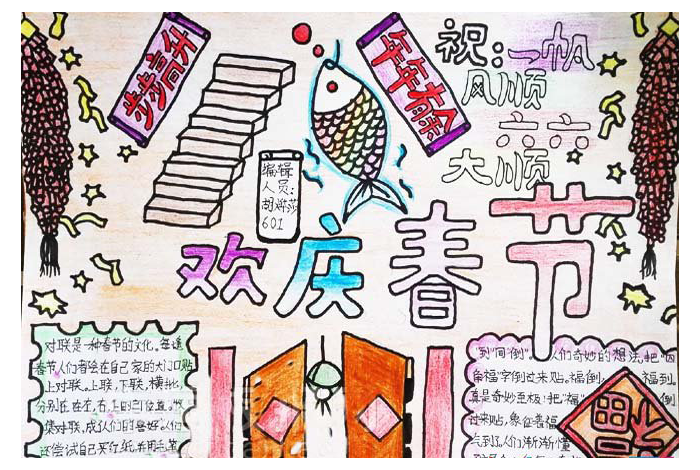 步步高升
年年有余
祝:一帆
风顺
六六
大顺
编辑
人员:
胡
601
欢庆春节
对联是一种春节的文化,每逢
春节人们都会在自己家的大门口贴
上对联。上联,下联,横批,
分别在左,右,上的三位置。
集对联,成人们的喜好。人们
还尝试自己买红纸,
到"同"倒"人们奇妙的想法,把"
福字倒过来贴。福倒,福到。
真是奇妙至极!把"福"倒
过来贴,象征着福
气到了。人们渐渐懂
福